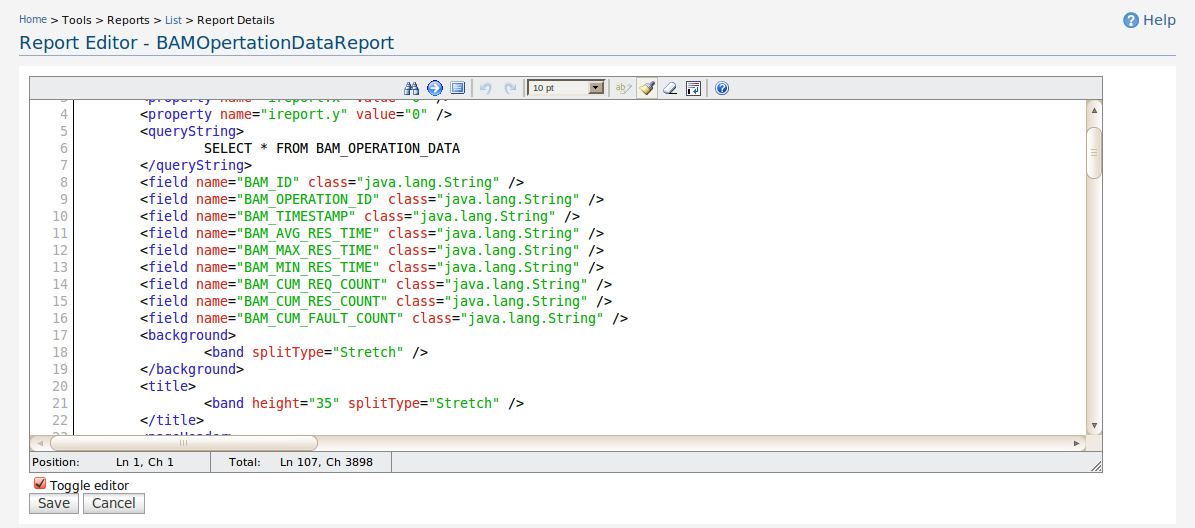 Home > Tools > Reports > List > Report Details
Help
Report Editor - BAMOpertationDataReport
10 pt
3 <property name="ireport.x" value="0" />
4 <property name="ireport.y" value="0" />
5 <queryString>
6 SELECT * FROM BAM_OPERATION_DATA
7 </queryString>
8 <field name="BAM_ID" class="java.lang.String" />
9 <field name="BAM_OPERATION_ID" class="java.lang.String" />
10 <field name="BAM_TIMESTAMP" class="java.lang.String" />
11 <field name="BAM_AVG_RES_TIME" class="java.lang.String" />
12 <field name="BAM_MAX_RES_TIME" class="java.lang.String" />
13 <field name="BAM_MIN_RES_TIME" class="java.lang.String" />
14 <field name="BAM_CUM_REQ_COUNT" class="java.lang.String" />
15 <field name="BAM_CUM_RES_COUNT" class="java.lang.String" />
16 <field name="BAM_CUM_FAULT_COUNT" class="java.lang.String" />
17 <background>
18 <band splitType="Stretch" />
19 </background>
20 <title>
21 <band height="35" splitType="Stretch" />
22 </title>
23 <pageHeader>
Position: Ln 1, Ch 1 Total: Ln 107, Ch 3898
Toggle editor
Save Cancel